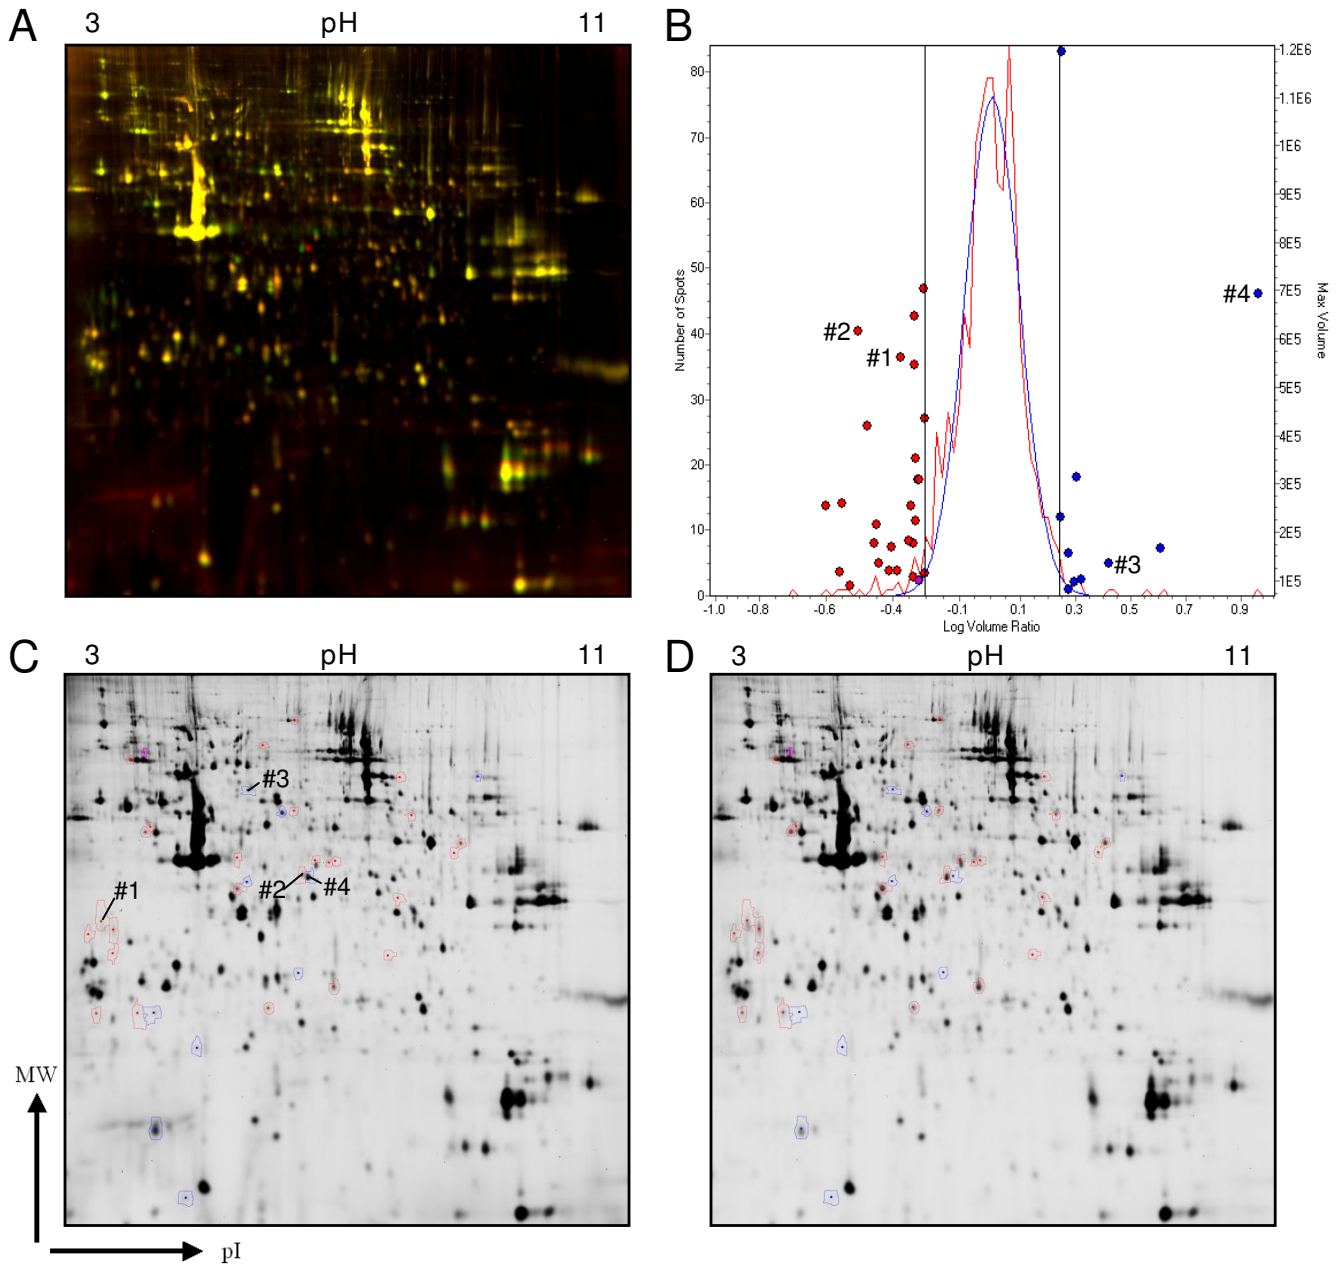 A 3 pH 11
B
80
70
60
50
40
30
20
10
0
Number of Spots
1.2E6
1.1E6
1E6
9E5
8E5
7E5
6E5
5E5
4E5
3E5
2E5
1E5
Max Volume
#4
#2
#1
#3
-1.0 -0.8 -0.6 -0.4 -0.1 0.1 0.3 0.5 0.7 0.9
Log Volume Ratio
C 3 pH 11
#3
#2 #4
#1
MW
pI
D 3 pH 11